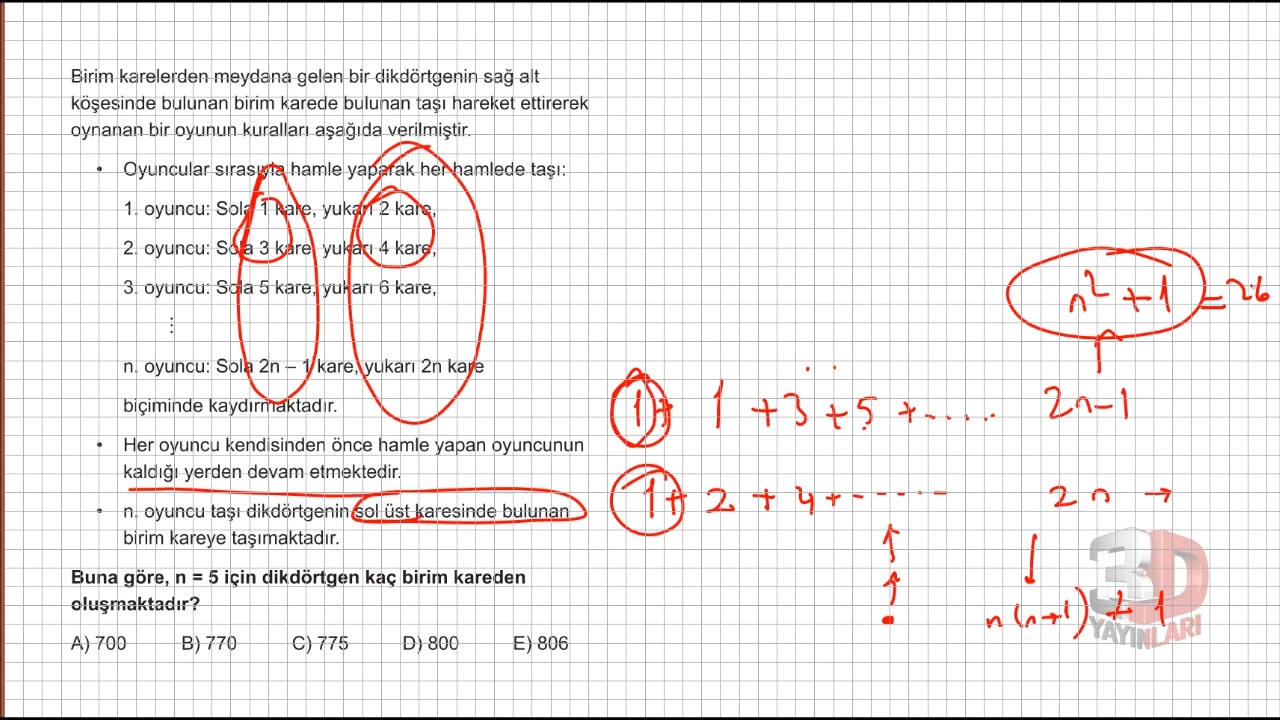 Birim karelerden meydana gelen bir dikdörtgenin sağ alt
köşesinde bulunan birim karede bulunan taşı hareket ettirerek
oynanan bir oyunun kuralları aşağıda verilmiştir.
• Oyuncular sırasıyla hamle yaparak her hamlede taşı:
1. oyuncu: Sola 1 kare, yukarı 2 kare,
2. oyuncu: Sola 3 kare, yukarı 4 kare,
3. oyuncu: Sola 5 kare, yukarı 6 kare,
⋮
n. oyuncu: Sola 2n – 1 kare, yukarı 2n kare
biçiminde kaydırmaktadır.
• Her oyuncu kendisinden önce hamle yapan oyuncunun
kaldığı yerden devam etmektedir.
• n. oyuncu taşı dikdörtgenin sol üst karesinde bulunan
birim kareye taşımaktadır.
Buna göre, n = 5 için dikdörtgen kaç birim kareden
oluşmaktadır?
A) 700 B) 770 C) 775 D) 800 E) 806
n² + 1 = 26
1 + 1 + 3 + 5 + ..... 2n-1
1 + 2 + 4 + ------ 2n →
n(n+1) + 1
3D
YAYINLARI